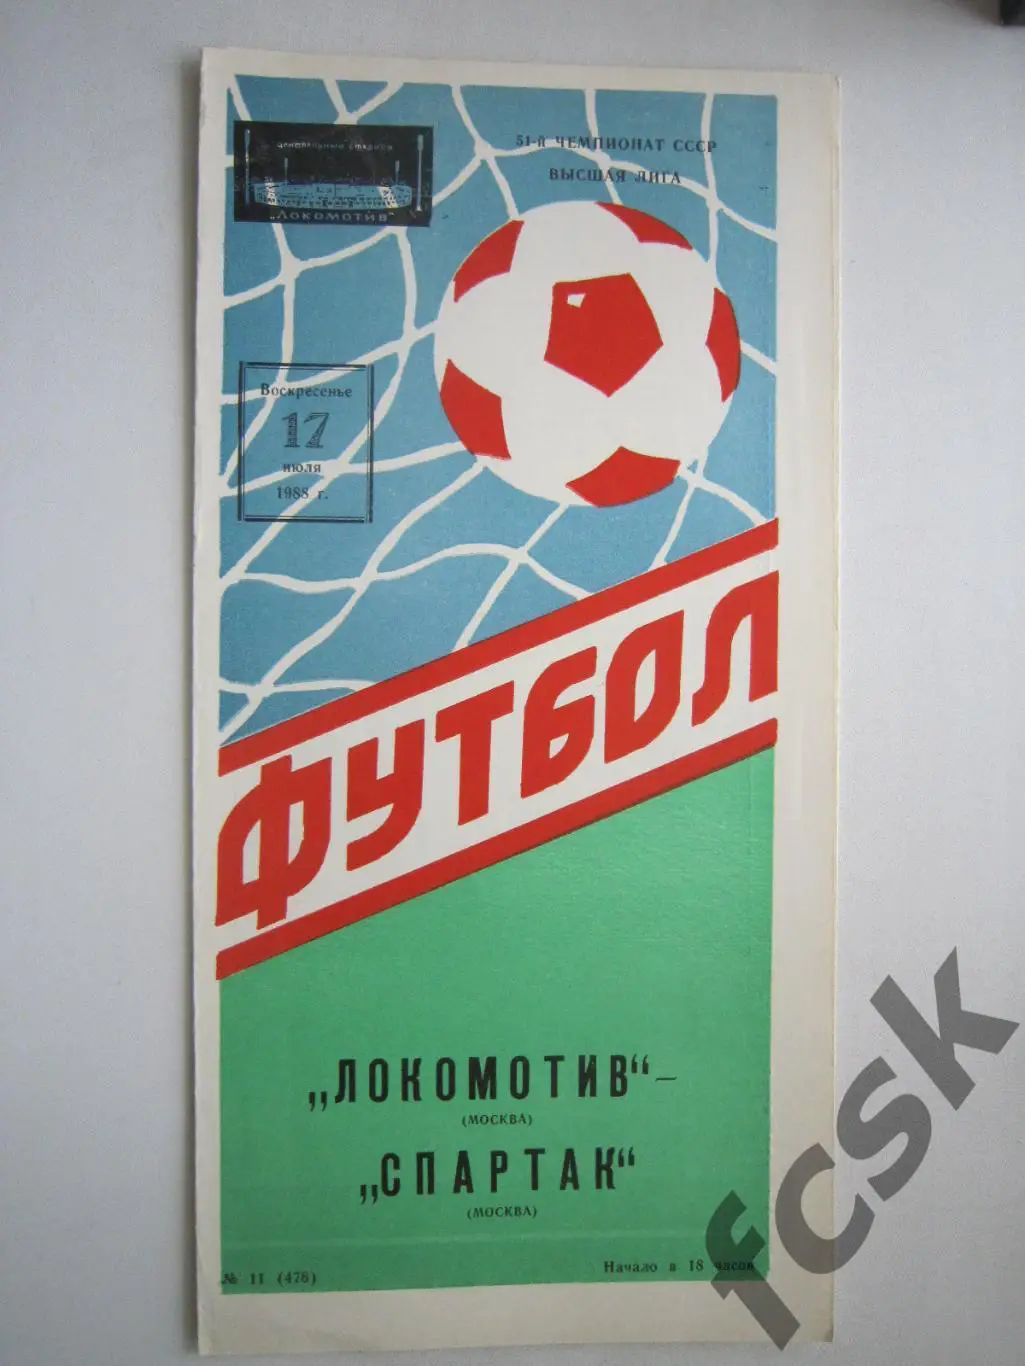 ЦЕНТРАЛЬНЫЙ СТАДИОН
"ЛОКОМОТИВ"
51-й ЧЕМПИОНАТ СССР
ВЫСШАЯ ЛИГА
Воскресенье
17
июля
1988 г.
ФУТБОЛ
„ЛОКОМОТИВ“ –
(МОСКВА)
„СПАРТАК“
(МОСКВА)
№ 11 (476)
Начало в 18 часов
fcsk